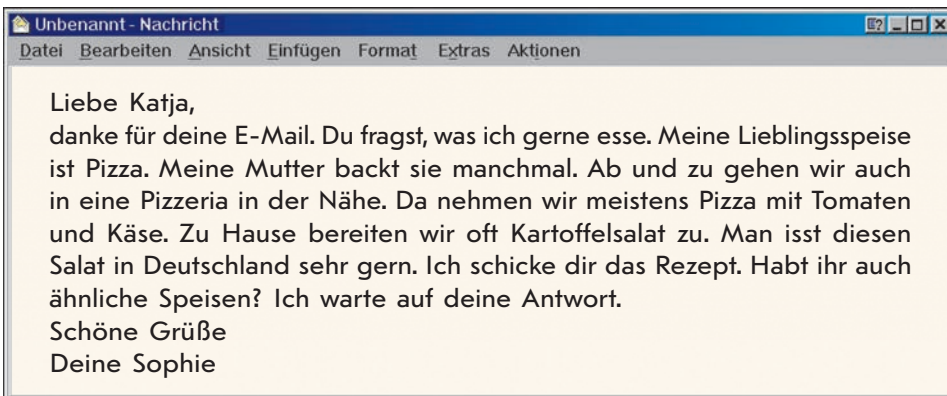 Unbenannt - Nachricht
Datei Bearbeiten Ansicht Einfügen Format Extras Aktionen
Liebe Katja,
danke für deine E-Mail. Du fragst, was ich gerne esse. Meine Lieblingsspeise
ist Pizza. Meine Mutter backt sie manchmal. Ab und zu gehen wir auch
in eine Pizzeria in der Nähe. Da nehmen wir meistens Pizza mit Tomaten
und Käse. Zu Hause bereiten wir oft Kartoffelsalat zu. Man isst diesen
Salat in Deutschland sehr gern. Ich schicke dir das Rezept. Habt ihr auch
ähnliche Speisen? Ich warte auf deine Antwort.
Schöne Grüße
Deine Sophie